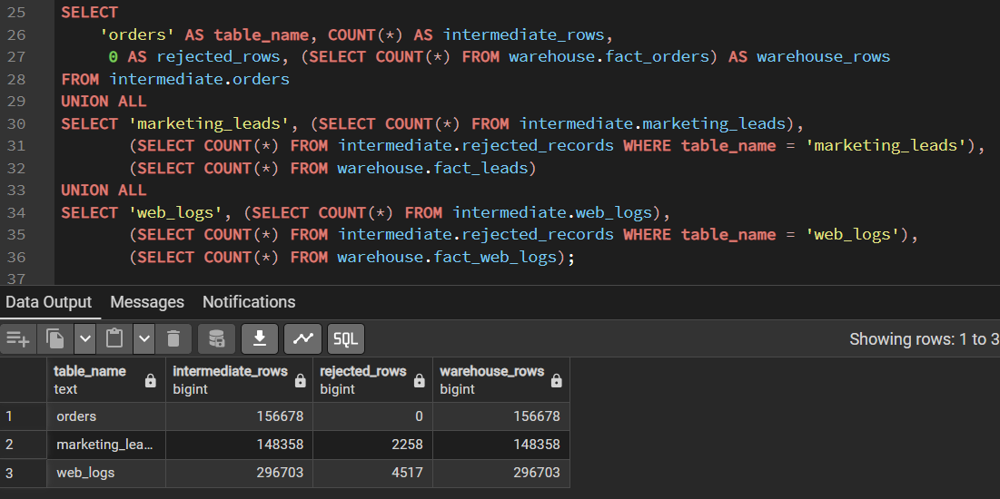 25 SELECT
26 'orders' AS table_name, COUNT(*) AS intermediate_rows,
27 0 AS rejected_rows, (SELECT COUNT(*) FROM warehouse.fact_orders) AS warehouse_rows
28 FROM intermediate.orders
29 UNION ALL
30 SELECT 'marketing_leads', (SELECT COUNT(*) FROM intermediate.marketing_leads),
31 (SELECT COUNT(*) FROM intermediate.rejected_records WHERE table_name = 'marketing_leads'),
32 (SELECT COUNT(*) FROM warehouse.fact_leads)
33 UNION ALL
34 SELECT 'web_logs', (SELECT COUNT(*) FROM intermediate.web_logs),
35 (SELECT COUNT(*) FROM intermediate.rejected_records WHERE table_name = 'web_logs'),
36 (SELECT COUNT(*) FROM warehouse.fact_web_logs);
37
Data Output Messages Notifications
SQL Showing rows: 1 to 3
table_name intermediate_rows rejected_rows warehouse_rows
text bigint bigint bigint
1 orders 156678 0 156678
2 marketing_lea... 148358 2258 148358
3 web_logs 296703 4517 296703